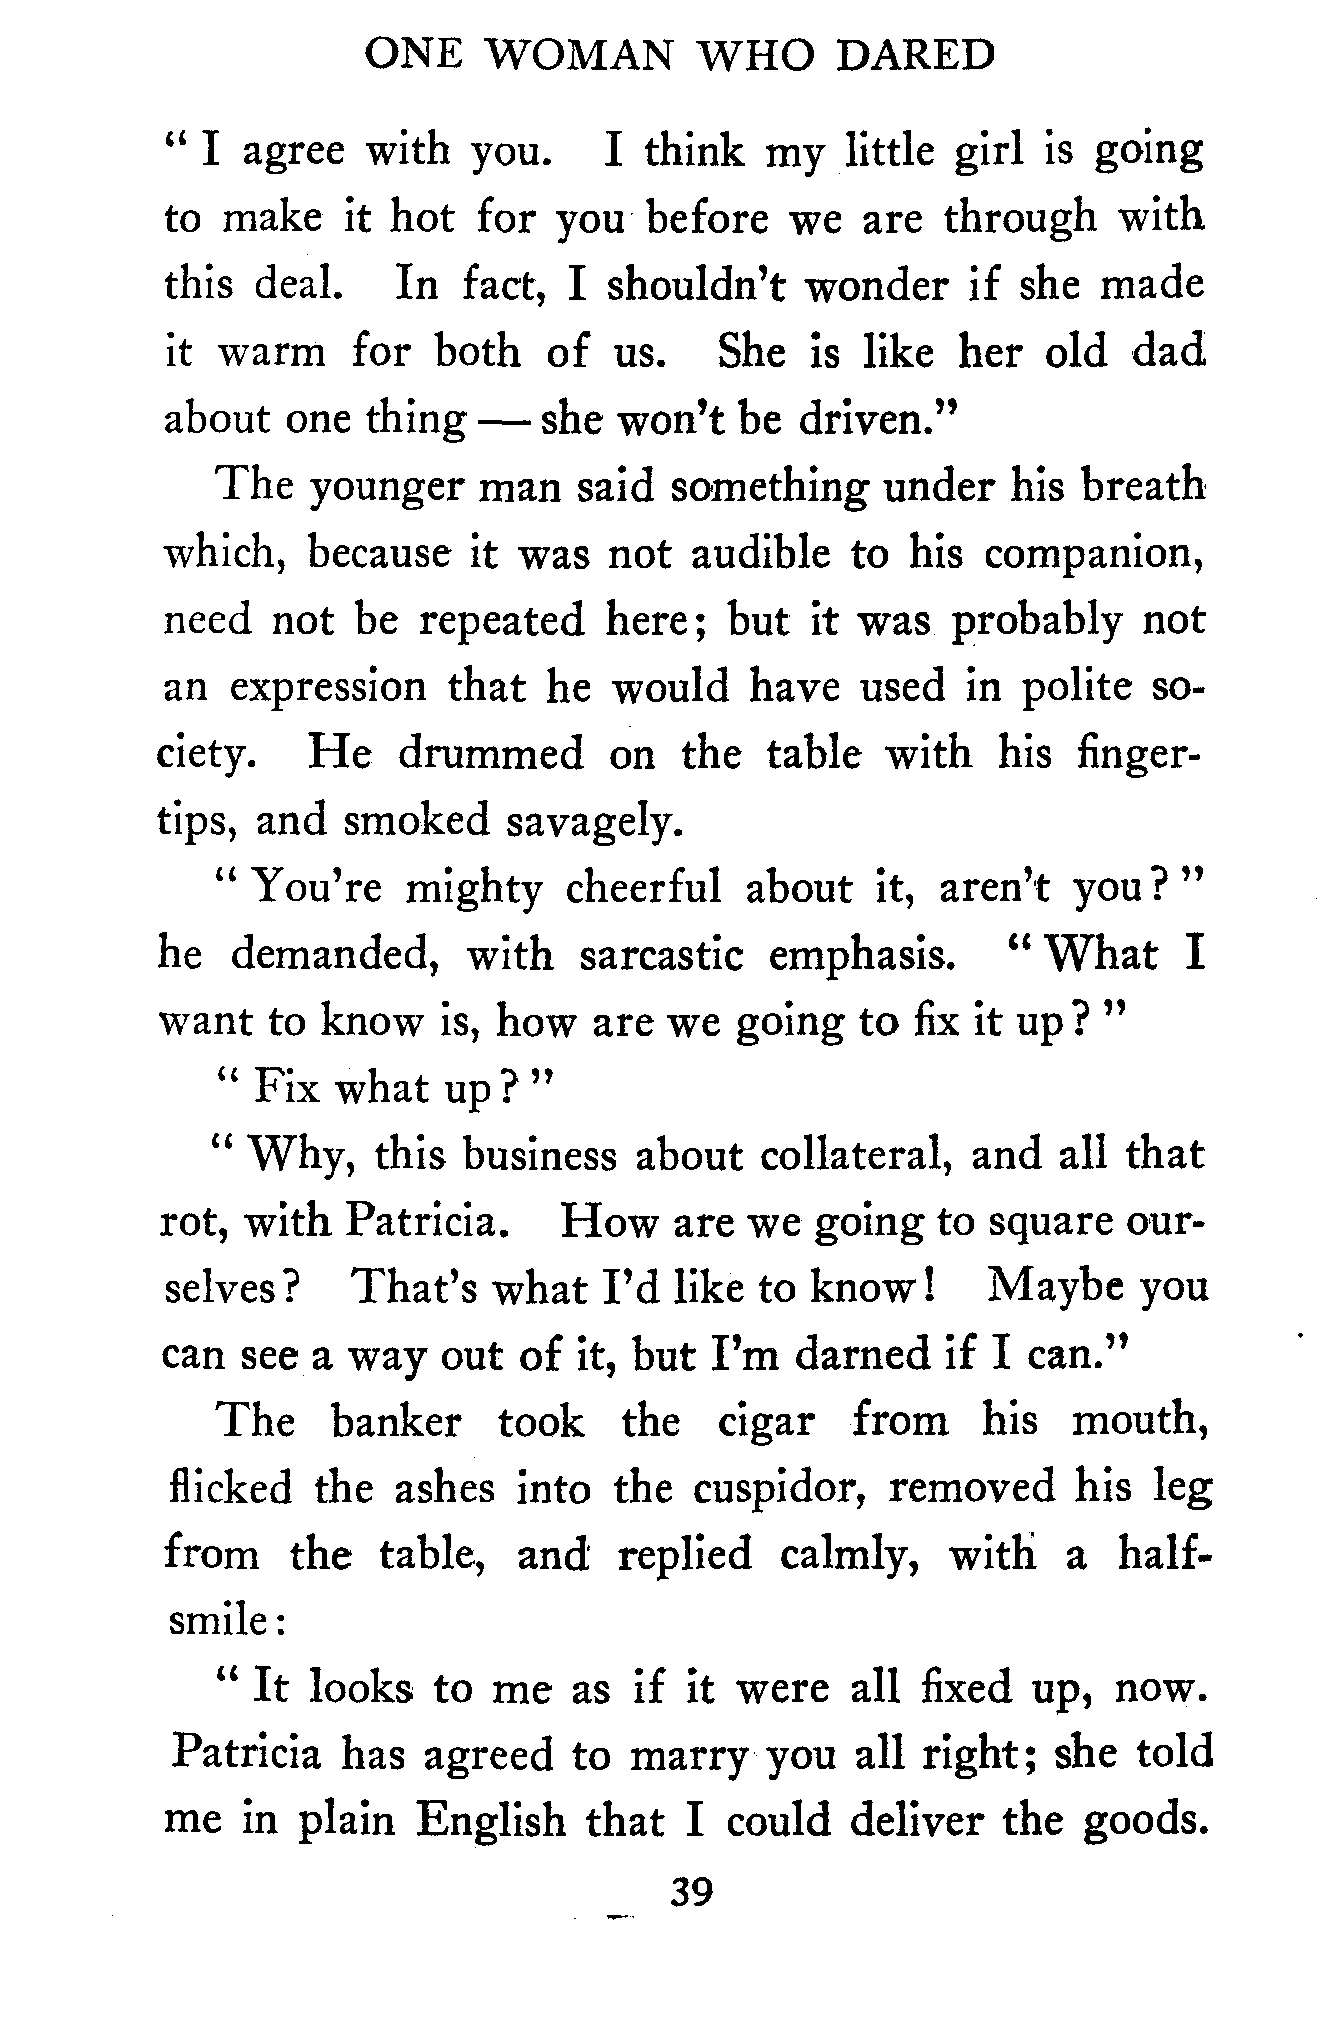 ONE WOMAN WHO DARED
“ I agree with you. I think my little girl is going
to make it hot for you before we are through with
this deal. In fact, I shouldn’t wonder if she made
it warm for both of us. She is like her old dad
about one thing — she won’t be driven.”
The younger man said something under his breath
which, because it was not audible to his companion,
need not be repeated here; but it was probably not
an expression that he would have used in polite so-
ciety. He drummed on the table with his finger-
tips, and smoked savagely.
“ You’re mighty cheerful about it, aren’t you? ”
he demanded, with sarcastic emphasis. “ What I
want to know is, how are we going to fix it up? ”
“ Fix what up? ”
“ Why, this business about collateral, and all that
rot, with Patricia. How are we going to square our-
selves? That’s what I’d like to know! Maybe you
can see a way out of it, but I’m darned if I can.”
The banker took the cigar from his mouth,
flicked the ashes into the cuspidor, removed his leg
from the table, and replied calmly, with a half-
smile:
“ It looks to me as if it were all fixed up, now.
Patricia has agreed to marry you all right; she told
me in plain English that I could deliver the goods.
39